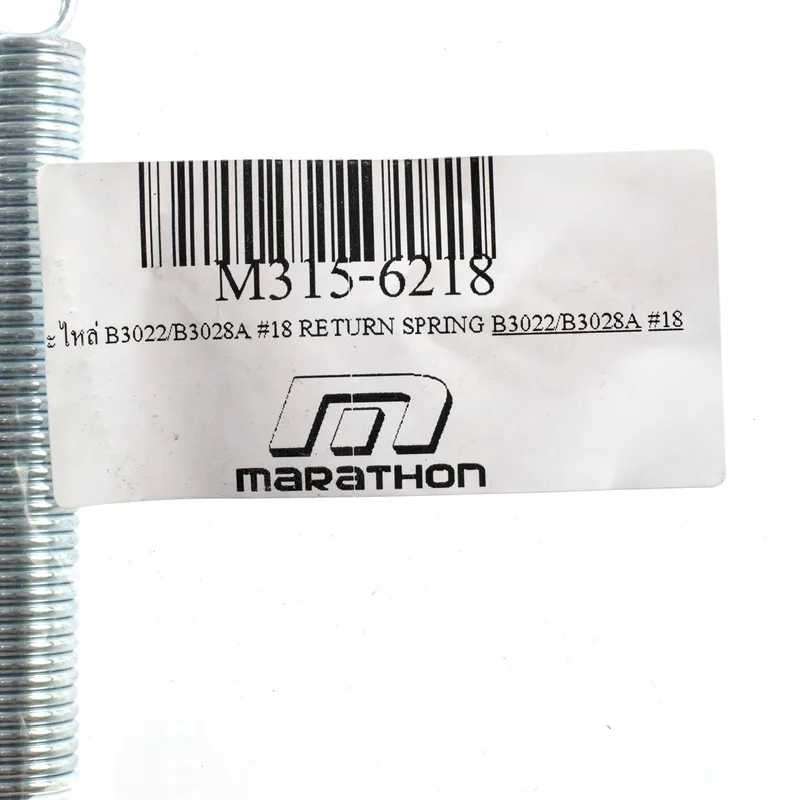 M315-6218
ะไหล่ B3022/B3028A #18 RETURN SPRING B3022/B3028A #18
maraTHON